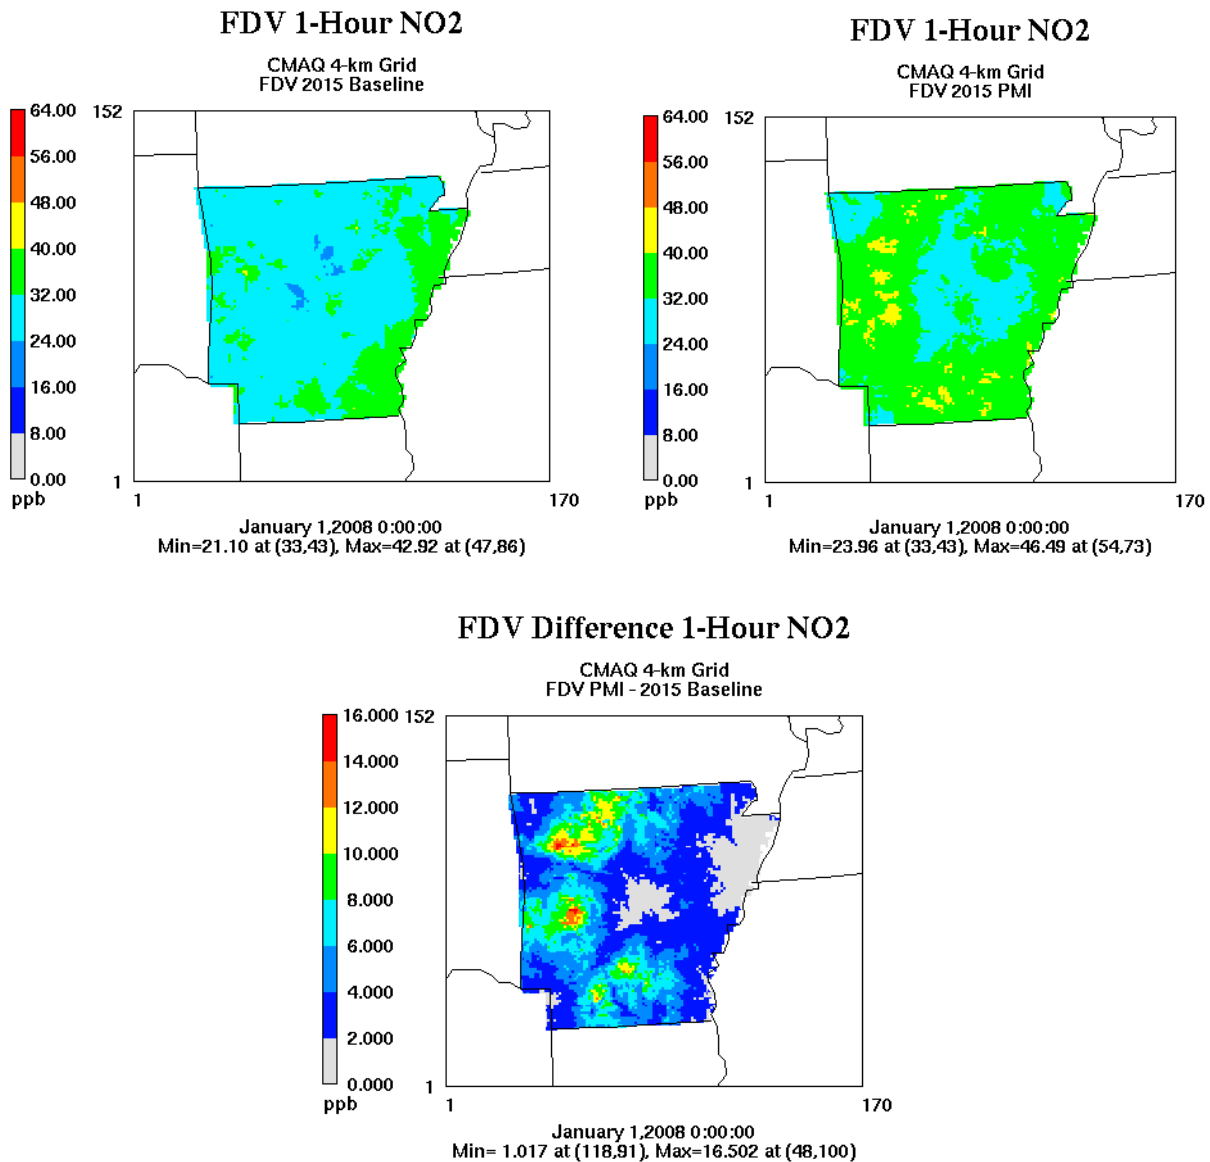 FDV 1-Hour NO2
CMAQ 4-km Grid
FDV 2015 Baseline
64.00
56.00
48.00
40.00
32.00
24.00
16.00
8.00
0.00
ppb
152
1
1
170
January 1,2008 0:00:00
Min=21.10 at (33,43), Max=42.92 at (47,86)
FDV 1-Hour NO2
CMAQ 4-km Grid
FDV 2015 PMI
64.00
56.00
48.00
40.00
32.00
24.00
16.00
8.00
0.00
ppb
152
1
1
170
January 1,2008 0:00:00
Min=23.96 at (33,43), Max=46.49 at (54,73)
FDV Difference 1-Hour NO2
CMAQ 4-km Grid
FDV PMI - 2015 Baseline
16.000
14.000
12.000
10.000
8.000
6.000
4.000
2.000
0.000
ppb
152
1
1
170
January 1,2008 0:00:00
Min= 1.017 at (118,91), Max=16.502 at (48,100)